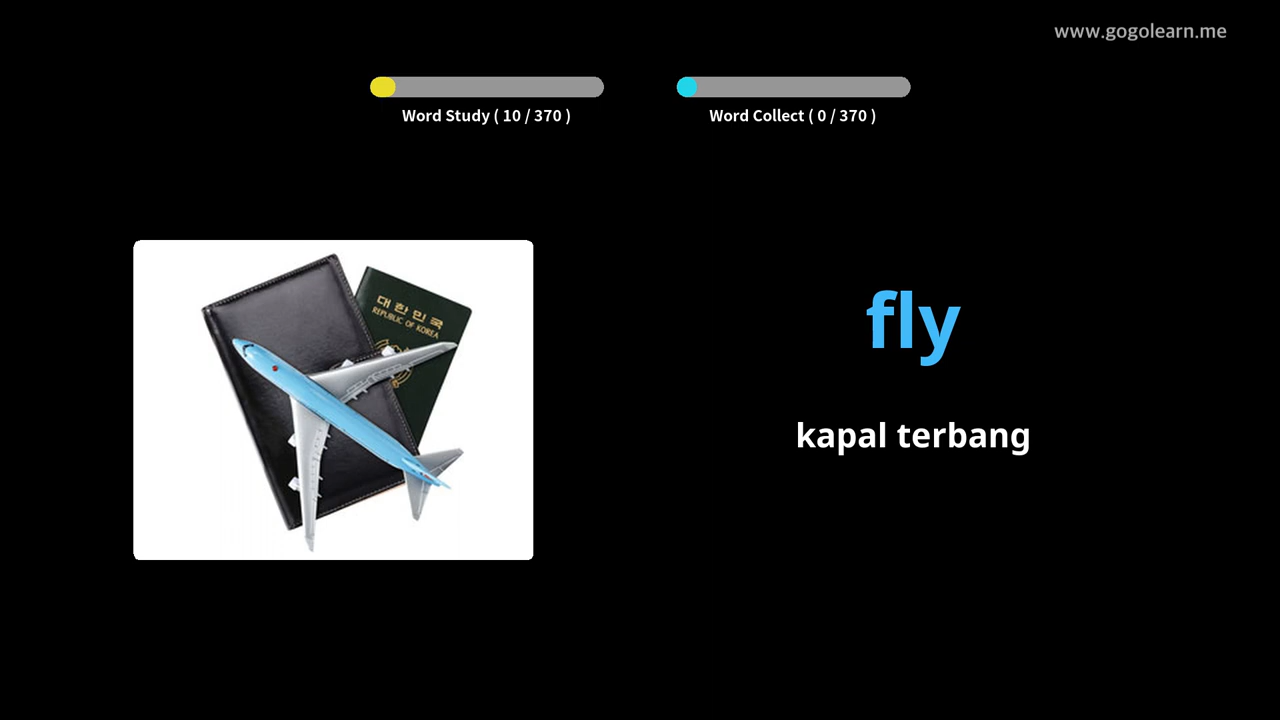 www.gogolearn.me
Word Study ( 10 / 370 )
Word Collect ( 0 / 370 )
대한민국
REPUBLIC OF KOREA
fly
kapal terbang